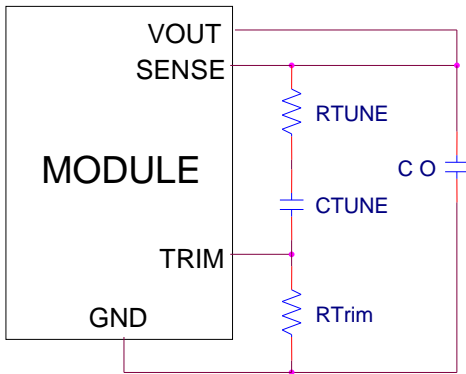 VOUT
SENSE
RTUNE
MODULE
C O
CTUNE
TRIM
GND
RTrim